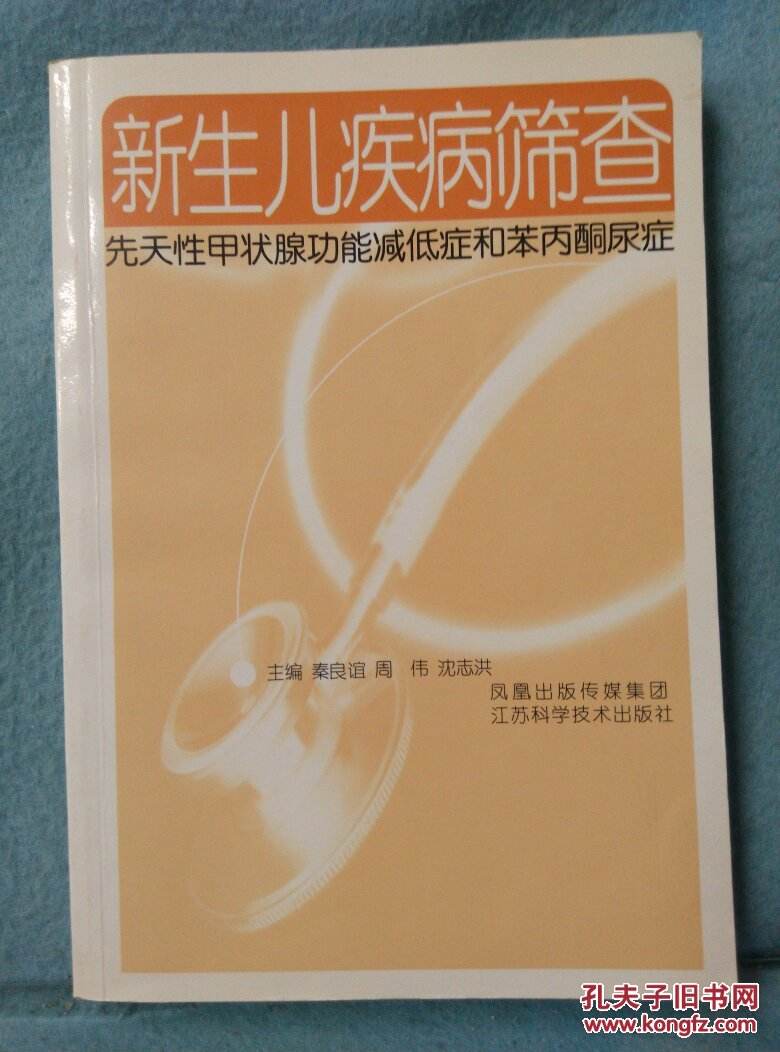 新生儿疾病筛查
先天性甲状腺功能减低症和苯丙酮尿症
主编 秦良谊 周 伟 沈志洪
凤凰出版传媒集团
江苏科学技术出版社
孔夫子旧书网
www.kongfz.com